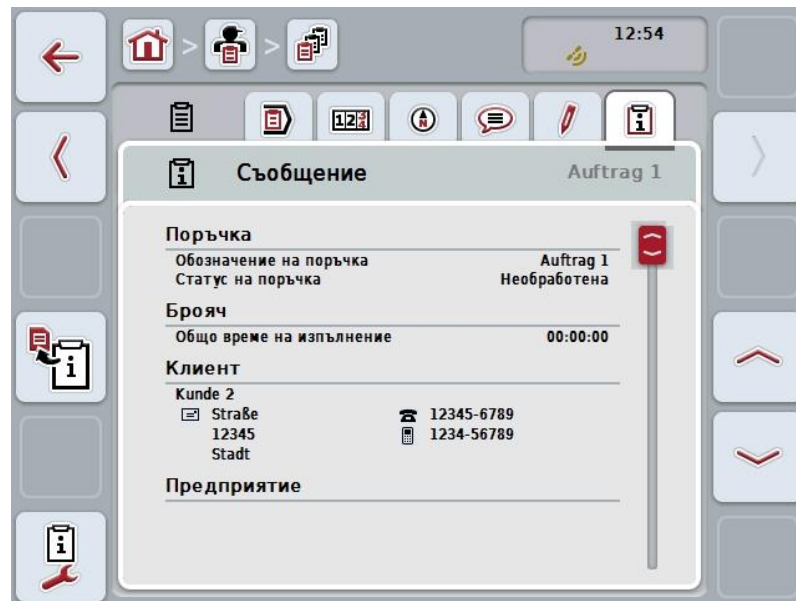 12:54
Съобщение Auftrag 1
Поръчка
Обозначение на поръчка Auftrag 1
Статус на поръчка Необработена
Брояч
Общо време на изпълнение 00:00:00
Клиент
Kunde 2
Straße 12345-6789
12345 1234-56789
Stadt
Предприятие